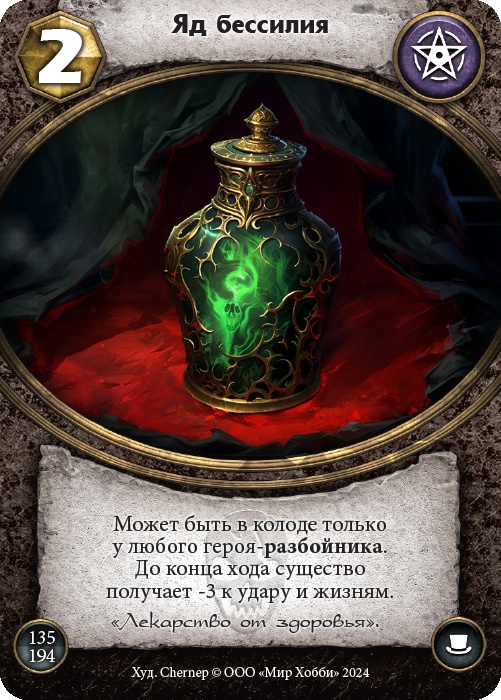 2
Яд бессилия
Может быть в колоде только
у любого героя-разбойника.
До конца хода существо
получает -3 к удару и жизням.
«Лекарство от здоровья».
135
194
Худ. Chernep © ООО «Мир Хобби» 2024